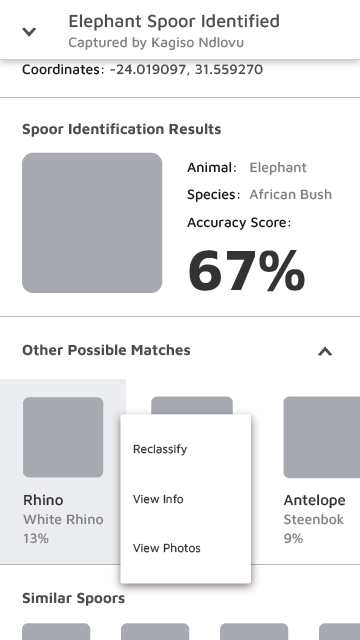 Elephant Spoor Identified
Captured by Kagiso Ndlovu
Coordinates: -24.019097, 31.559270
Spoor Identification Results
Animal: Elephant
Species: African Bush
Accuracy Score:
67%
Other Possible Matches
Reclassify
View Info
View Photos
Rhino
White Rhino
13%
Antelope
Steenbok
9%
Similar Spoors